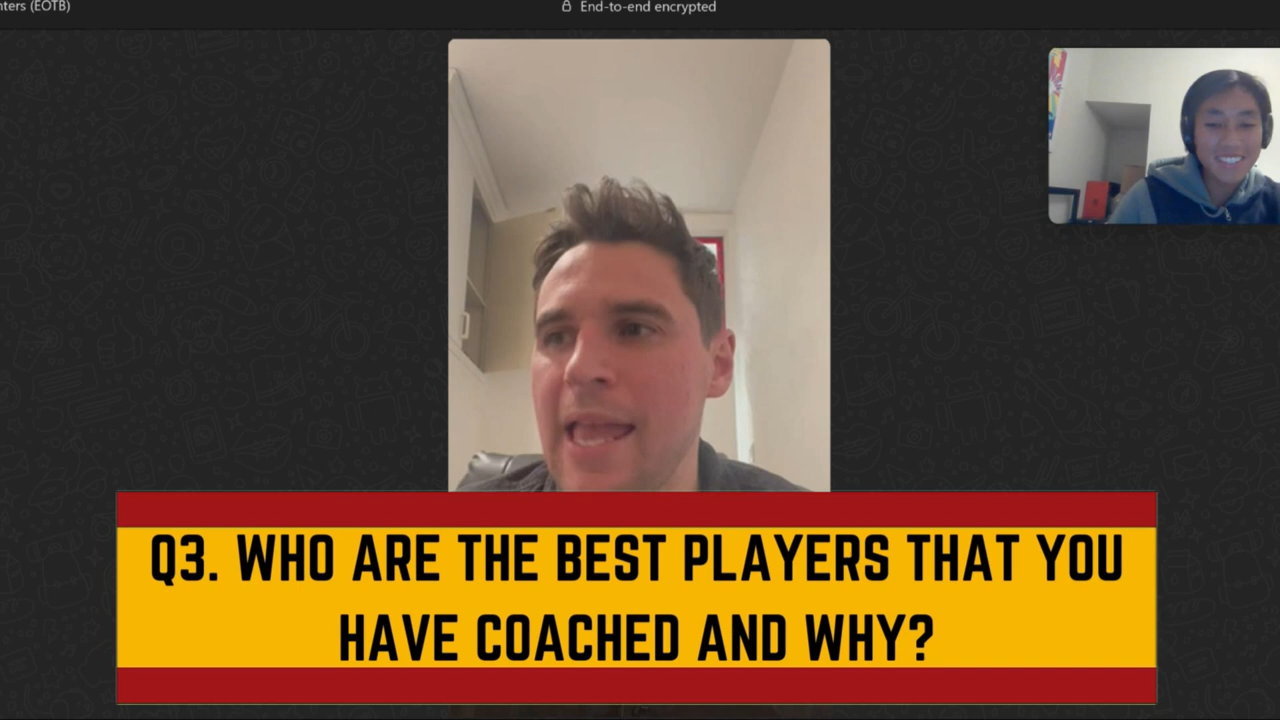 nters (EOTB)
End-to-end encrypted
Q3. WHO ARE THE BEST PLAYERS THAT YOU
HAVE COACHED AND WHY?